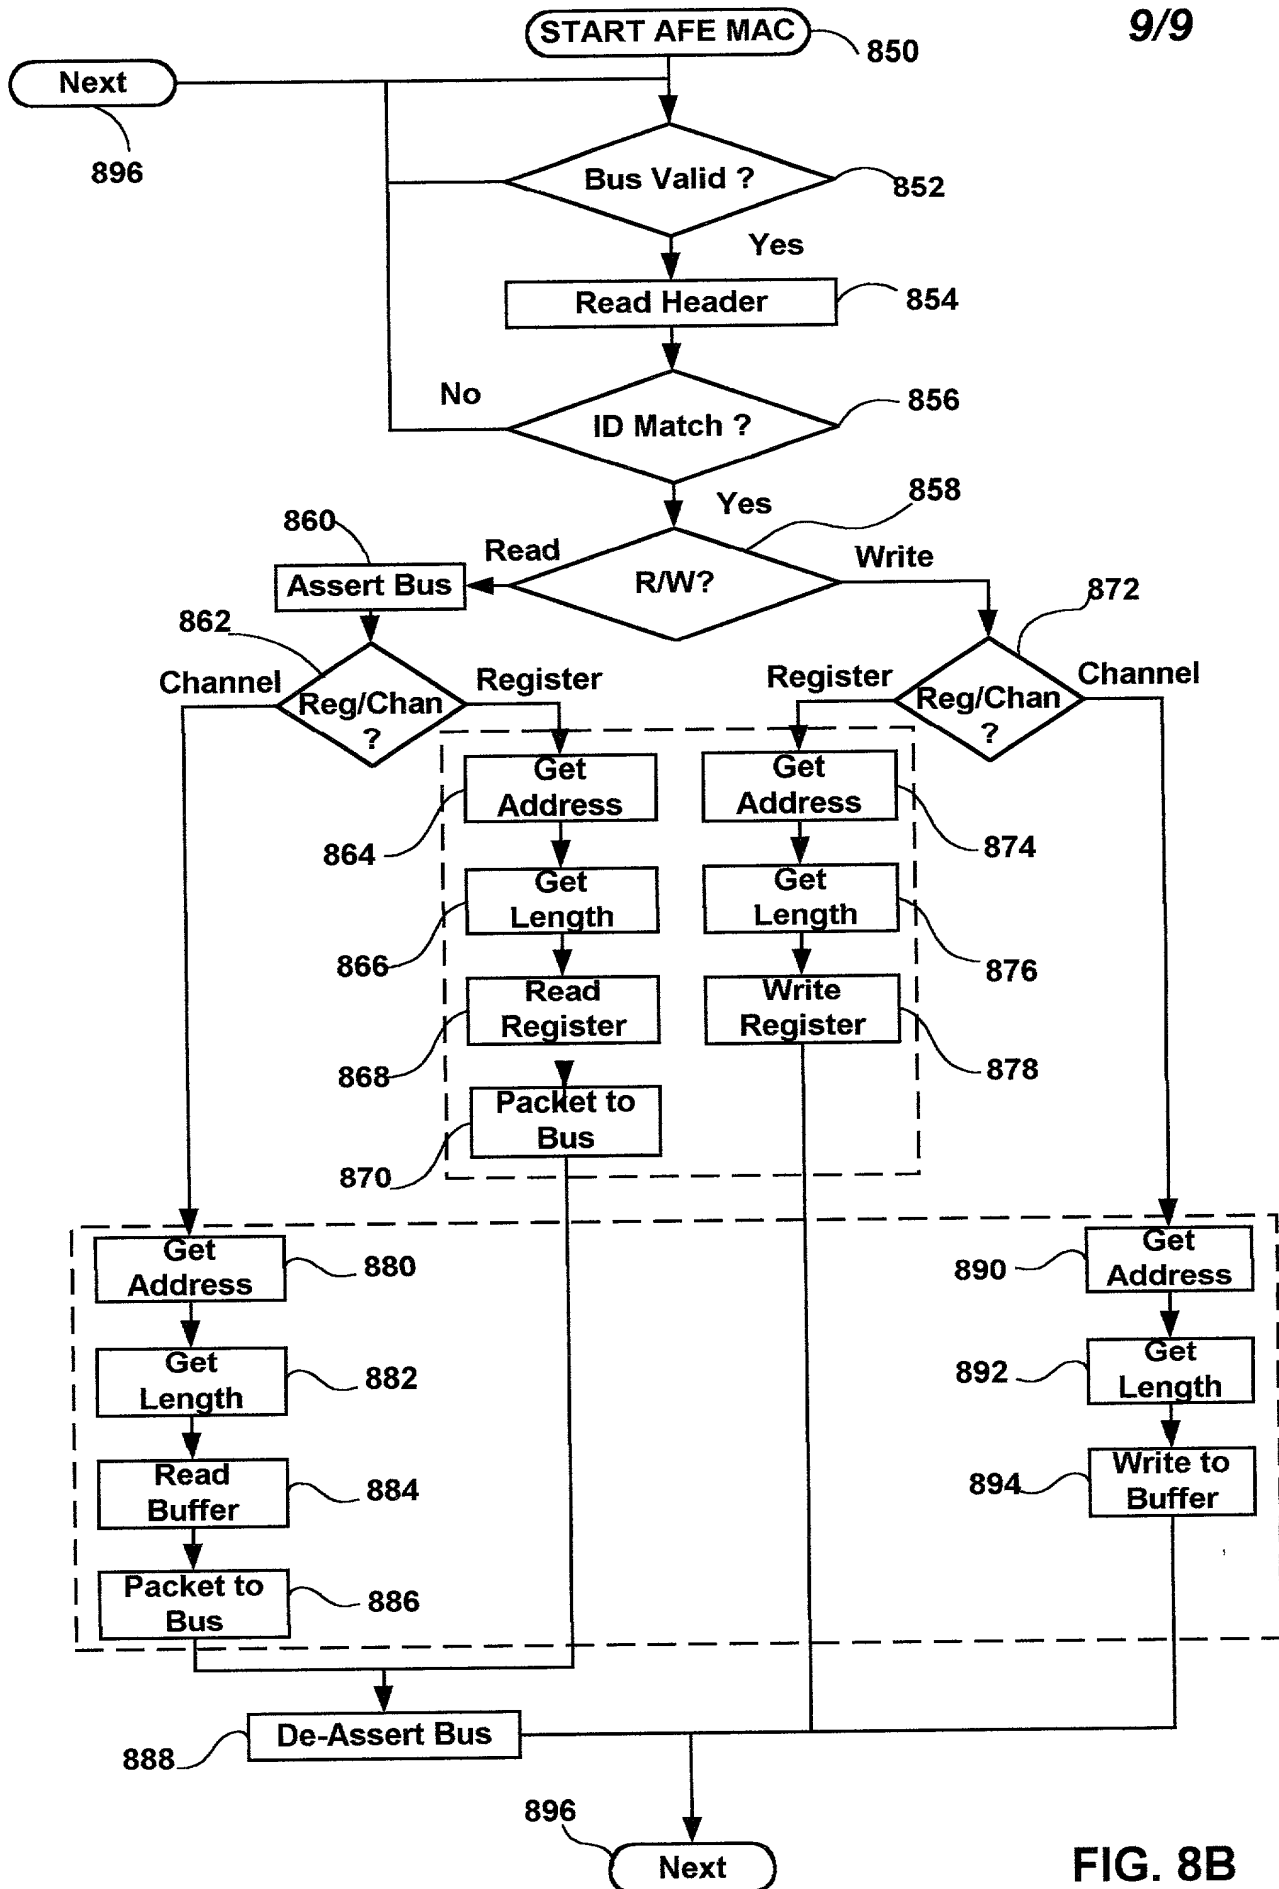 9/9
START AFE MAC
850
Next
896
Bus Valid ?
852
Yes
Read Header
854
No
ID Match ?
856
Yes
858
860
Read
R/W?
Write
Assert Bus
862
872
Channel
Reg/Chan
?
Register
Register
Reg/Chan
?
Channel
Get
Address
864
Get
Address
874
Get
Length
866
Get
Length
876
Read
Register
868
Write
Register
878
Packet to
Bus
870
Get
Address
880
890
Get
Address
Get
Length
882
892
Get
Length
Read
Buffer
884
894
Write to
Buffer
Packet to
Bus
886
De-Assert Bus
888
896
Next
FIG. 8B